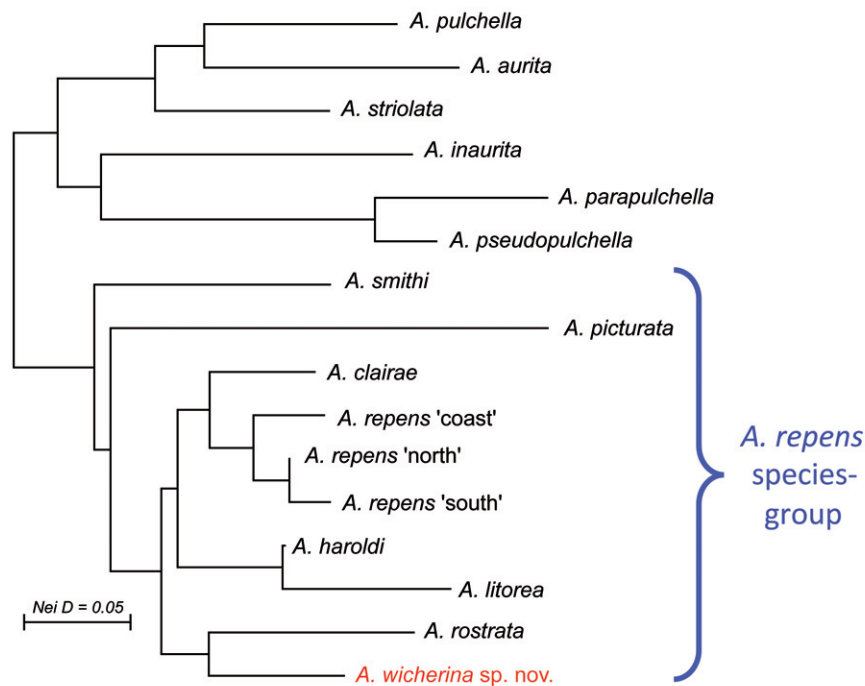 A. pulchella
A. aurita
A. striolata
A. inaurita
A. parapulchella
A. pseudopulchella
A. smithi
A. picturata
A. clairae
A. repens 'coast'
A. repens 'north'
A. repens 'south'
A. haroldi
A. litorea
A. rostrata
A. wicherina sp. nov.
Nei D = 0.05
A. repens
species-
group